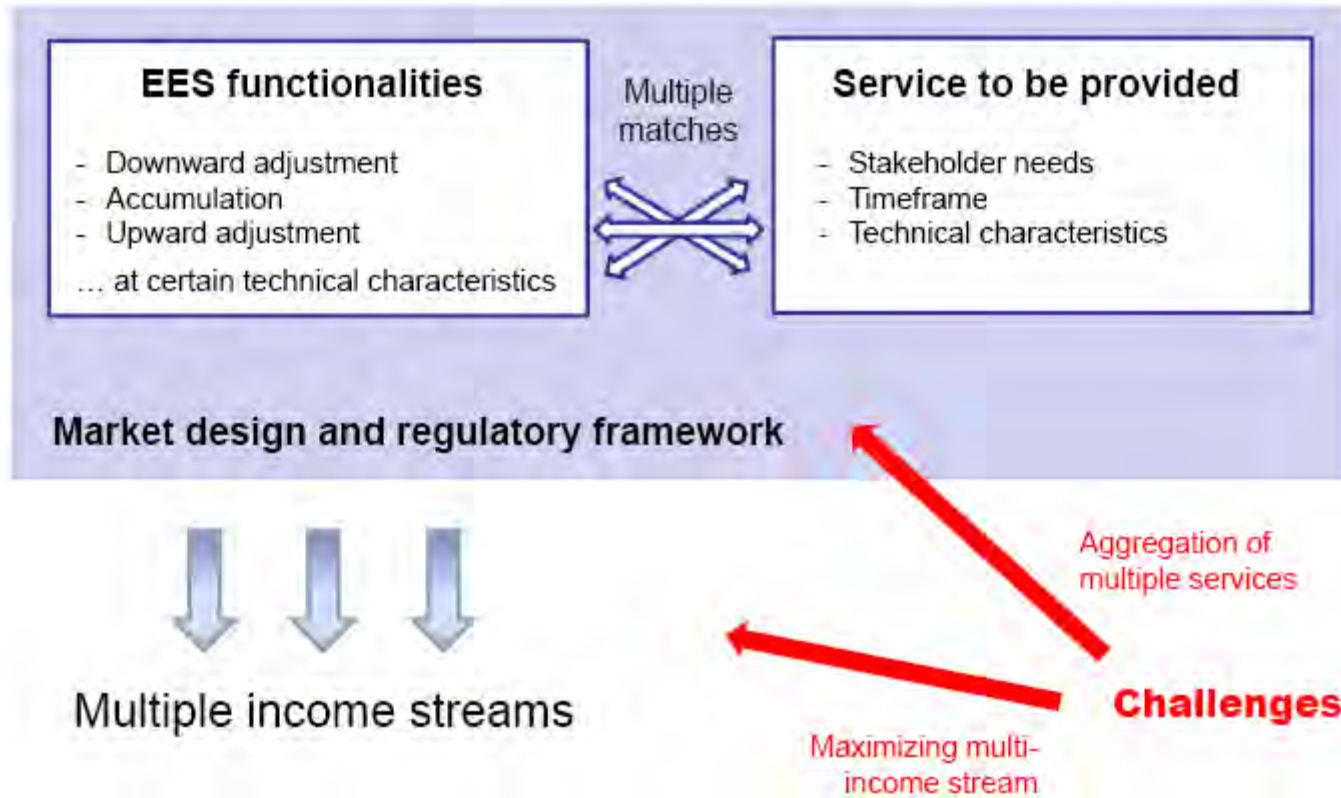 EES functionalities
- Downward adjustment
- Accumulation
- Upward adjustment
... at certain technical characteristics
Multiple
matches
Service to be provided
- Stakeholder needs
- Timeframe
- Technical characteristics
Market design and regulatory framework
Aggregation of
multiple services
Multiple income streams
Challenges
Maximizing multi-
income stream